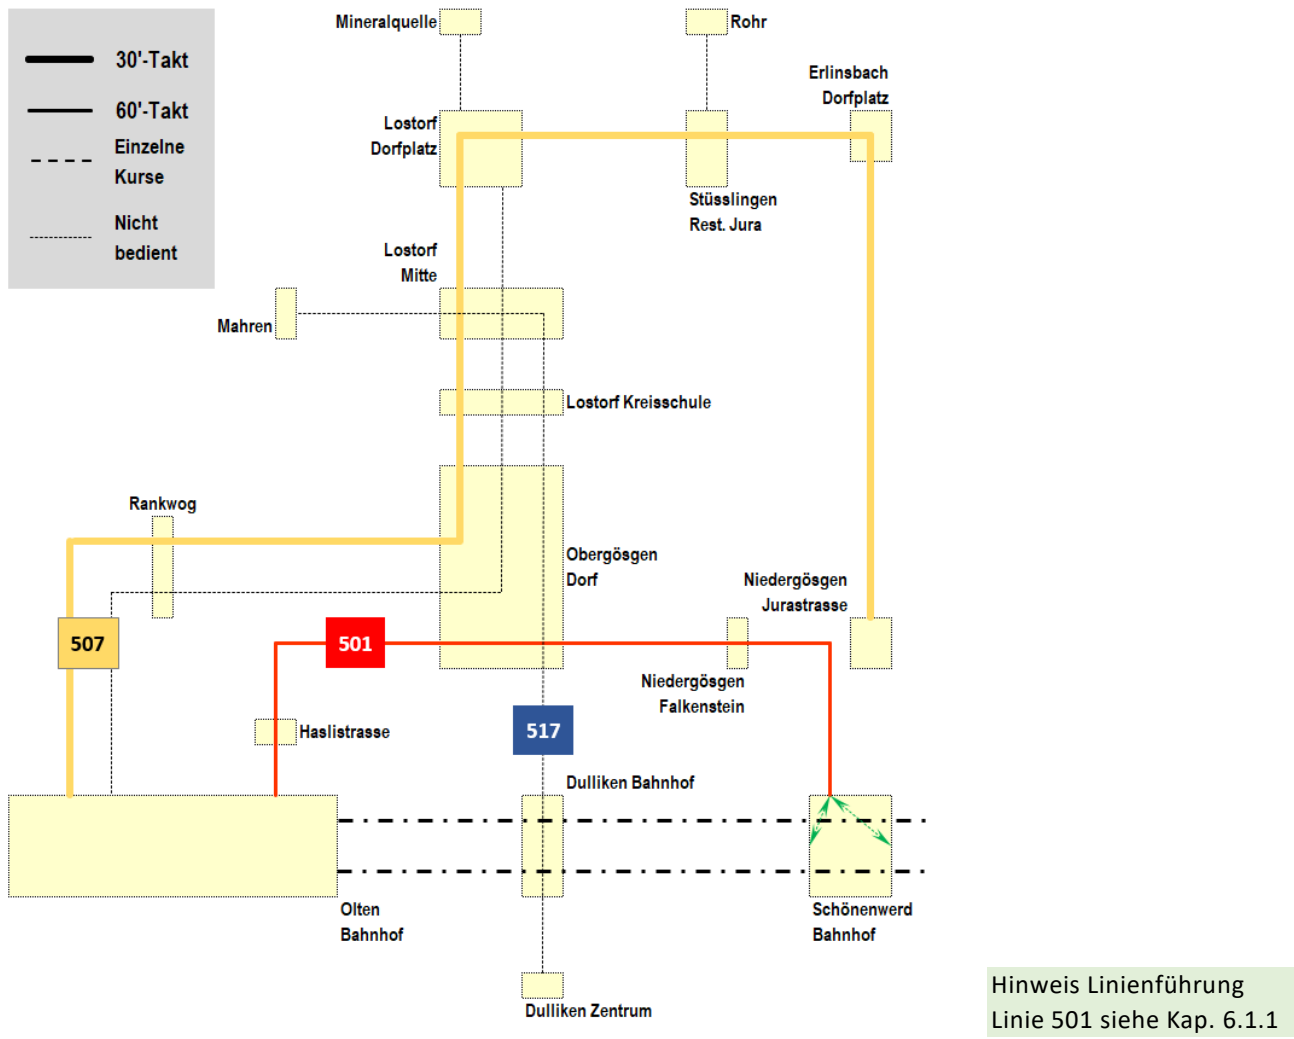 30'-Takt
60'-Takt
Einzelne
Kurse
Nicht
bedient
Mineralquelle
Rohr
Erlinsbach
Dorfplatz
Lostorf
Dorfplatz
Stüsslingen
Rest. Jura
Lostorf
Mitte
Mahren
Lostorf Kreisschule
Rankwog
Obergösgen
Dorf
Niedergösgen
Jurastrasse
507
501
Niedergösgen
Falkenstein
Haslistrasse
517
Dulliken Bahnhof
Olten
Bahnhof
Schönenwerd
Bahnhof
Dulliken Zentrum
Hinweis Linienführung
Linie 501 siehe Kap. 6.1.1